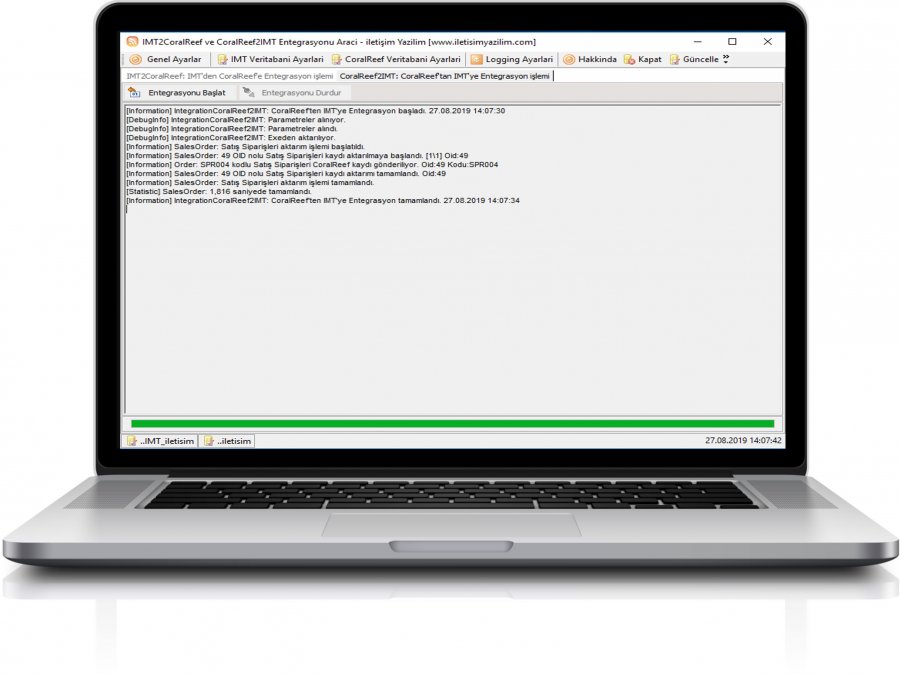 IMT2CoralReef ve CoralReef2IMT Entegrasyonu Araci - iletişim Yazilim [www.iletisimyazilim.com]
Genel Ayarlar IMT Veritabani Ayarlari CoralReef Veritabani Ayarlari Logging Ayarlari Hakkinda Kapat Güncelle
IMT2CoralReef: IMT'den CoralReef'e Entegrasyon işlemi CoralReef2IMT: CoralReef'tan IMT'ye Entegrasyon işlemi
Entegrasyonu Başlat Entegrasyonu Durdur
[Information] IntegrationCoralReef2IMT: CoralReef'ten IMT'ye Entegrasyon başladı. 27.08.2019 14:07:30
[DebugInfo] IntegrationCoralReef2IMT: Parametreler alınıyor.
[DebugInfo] IntegrationCoralReef2IMT: Parametreler alındı.
[DebugInfo] IntegrationCoralReef2IMT: Exeden aktarılıyor.
[Information] SalesOrder: Satış Siparişleri aktarım işlemi başlatıldı.
[Information] SalesOrder: 49 OID nolu Satış Siparişleri kaydı aktarılmaya başlandı. [1\1] Oid:49
[Information] Order: SPR004 kodlu Satış Siparişleri CoralReef kaydı gönderiliyor. Oid:49 Kodu:SPR004
[Information] SalesOrder: 49 OID nolu Satış Siparişleri kaydı aktarımı tamamlandı. Oid:49
[Information] SalesOrder: Satış Siparişleri aktarım işlemi tamamlandı.
[Statistic] SalesOrder: 1,816 saniyede tamamlandı.
[Information] IntegrationCoralReef2IMT: CoralReef'ten IMT'ye Entegrasyon tamamlandı. 27.08.2019 14:07:34
..IMT_iletisim ..iletisim 27.08.2019 14:07:42